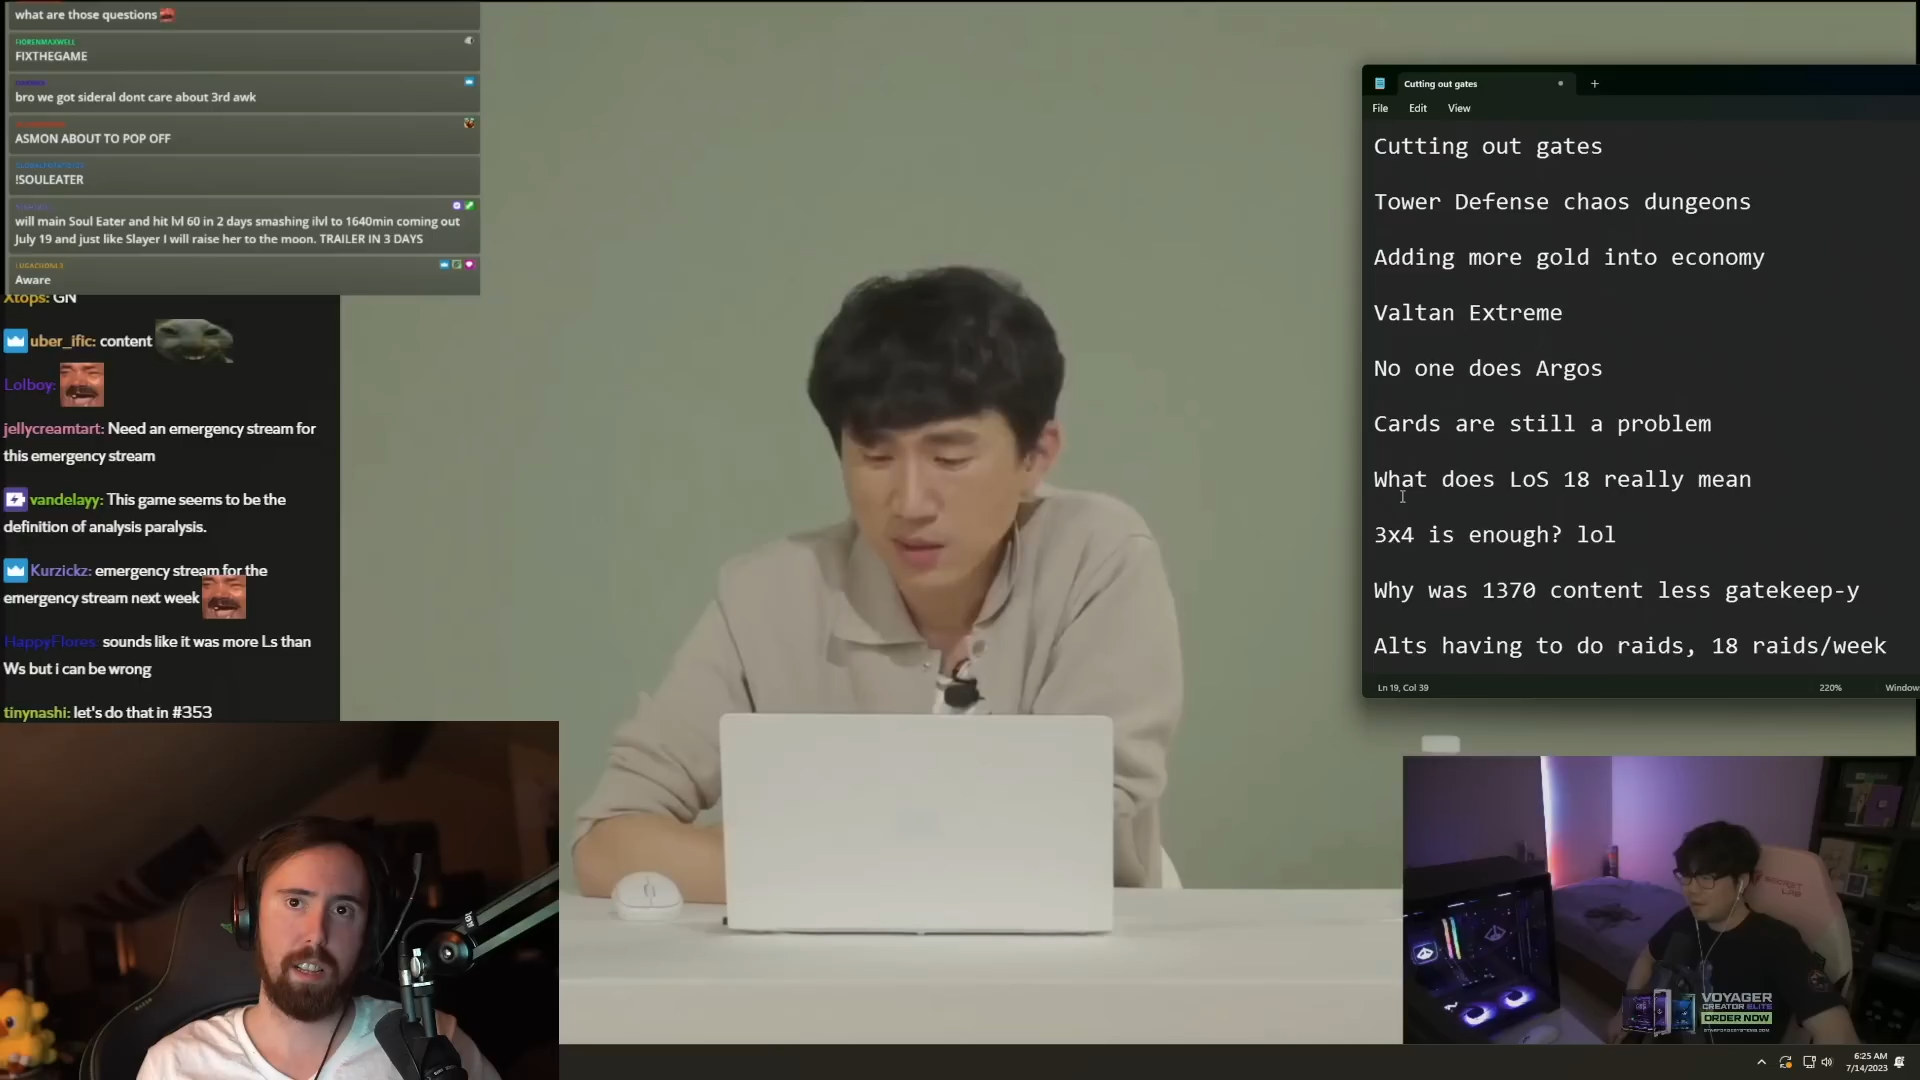 what are those questions
FIORENMAXWELL
FIXTHEGAME
bro we got sideral dont care about 3rd awk
ASMON ABOUT TO POP OFF
!SOULEATER
will main Soul Eater and hit lvl 60 in 2 days smashing ilvl to 1640min coming out
July 19 and just like Slayer I will raise her to the moon. TRAILER IN 3 DAYS
Aware
Xtops: GN
uber_ific: content
Lolboy:
jellycreamtart: Need an emergency stream for
this emergency stream
vandelayy: This game seems to be the
definition of analysis paralysis.
Kurzickz: emergency stream for the
emergency stream next week
HappyFlores: sounds like it was more Ls than
Ws but i can be wrong
tinynashi: let's do that in #353
Cutting out gates
File Edit View
Cutting out gates
Tower Defense chaos dungeons
Adding more gold into economy
Valtan Extreme
No one does Argos
Cards are still a problem
What does LoS 18 really mean
3x4 is enough? lol
Why was 1370 content less gatekeep-y
Alts having to do raids, 18 raids/week
Ln 19, Col 39
220%
Window
SECRET
LAB
VOYAGER
CREATOR ELITE
ORDER NOW
6:25 AM
7/14/2023